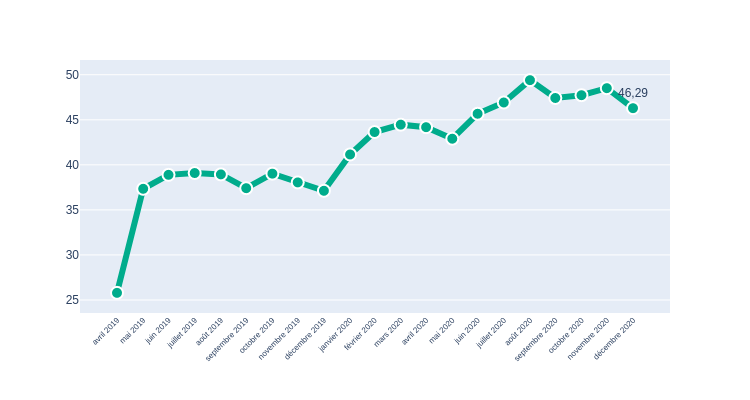 50
45
40
35
30
25
46,29
avril 2019
mai 2019
juin 2019
juillet 2019
août 2019
septembre 2019
octobre 2019
novembre 2019
décembre 2019
janvier 2020
février 2020
mars 2020
avril 2020
mai 2020
juin 2020
juillet 2020
août 2020
septembre 2020
octobre 2020
novembre 2020
décembre 2020